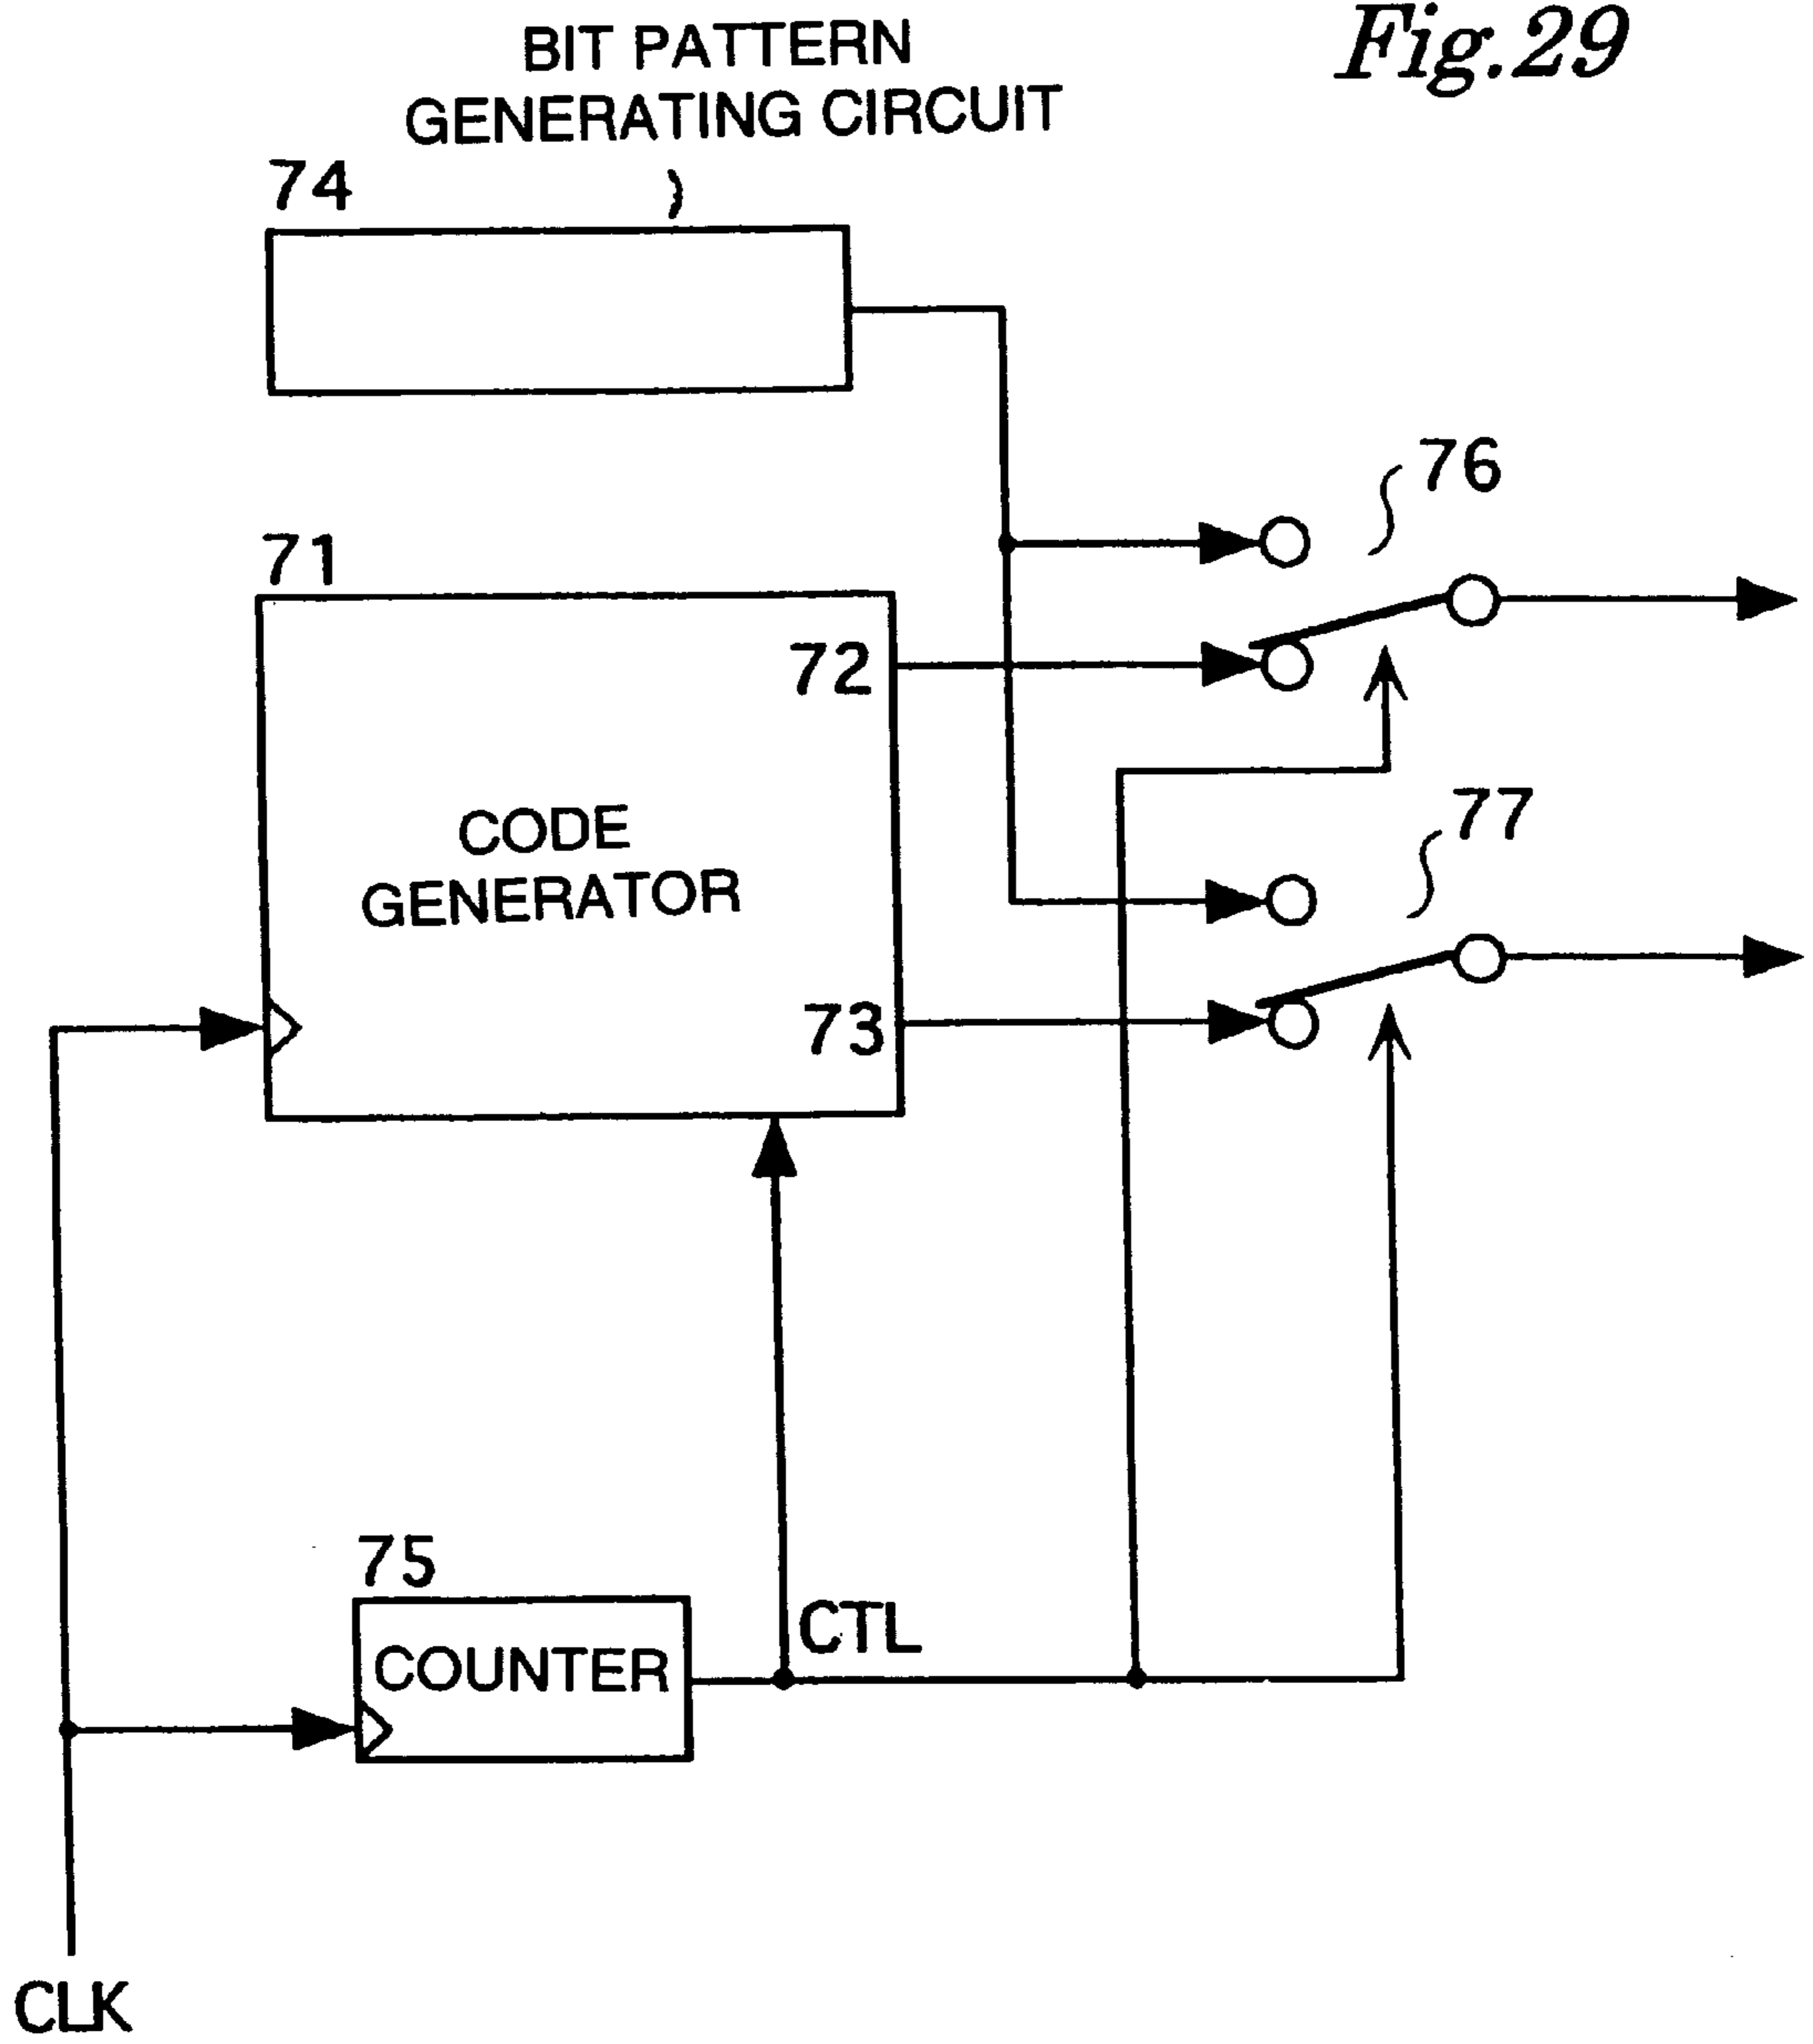 Fig.29
BIT PATTERN
GENERATING CIRCUIT
74
76
71
72
77
CODE
GENERATOR
73
75
CTL
COUNTER
CLK